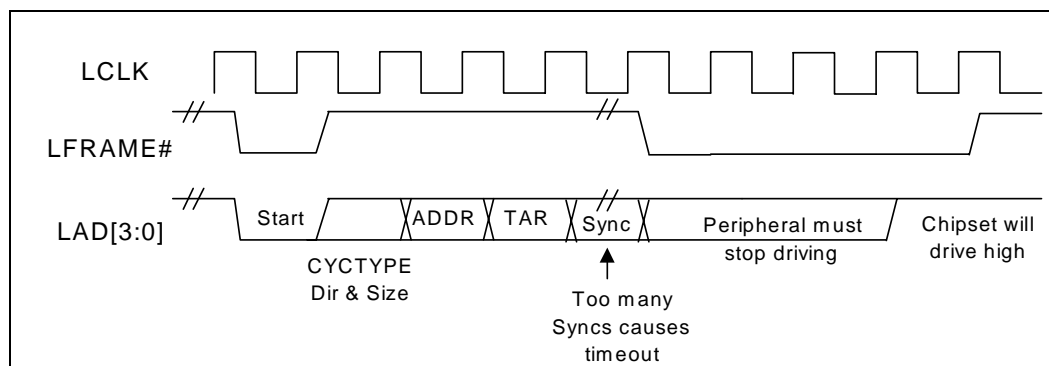 LCLK
LFRAME#
LAD[3:0]
Start
ADDR
TAR
Sync
Peripheral must
stop driving
Chipset will
drive high
CYCTYPE
Dir & Size
Too many
Syncs causes
timeout